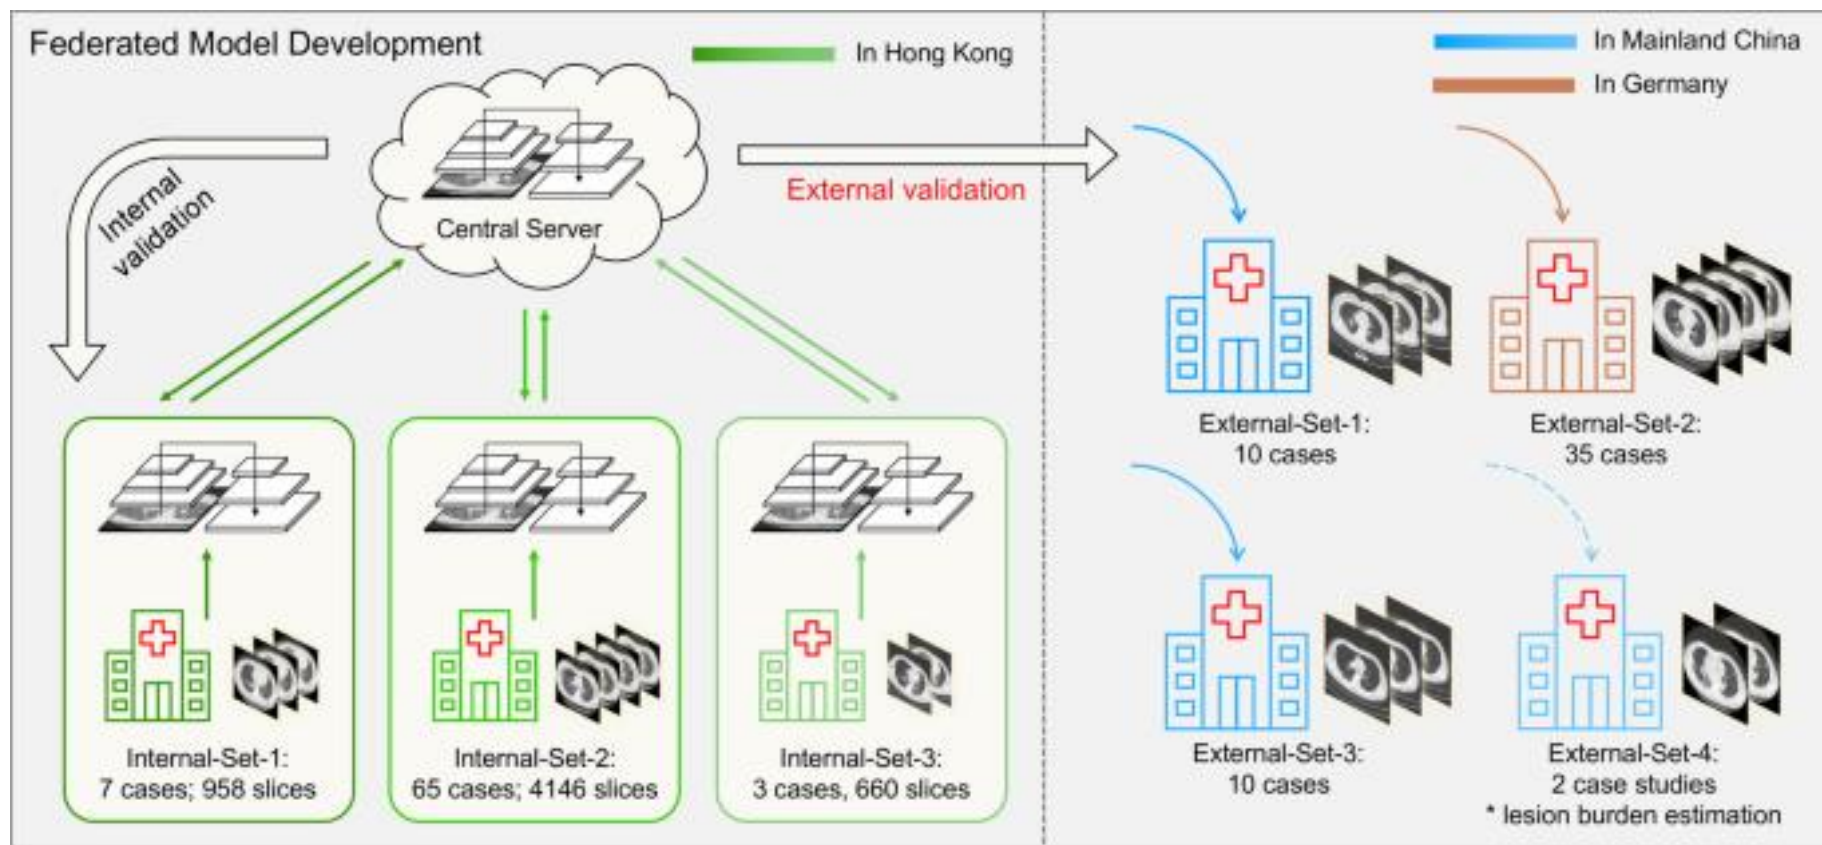 Federated Model Development
In Hong Kong
In Mainland China
In Germany
Internal
validation
Central Server
External validation
External-Set-1:
10 cases
External-Set-2:
35 cases
Internal-Set-1:
7 cases; 958 slices
Internal-Set-2:
65 cases; 4146 slices
Internal-Set-3:
3 cases, 660 slices
External-Set-3:
10 cases
External-Set-4:
2 case studies
* lesion burden estimation